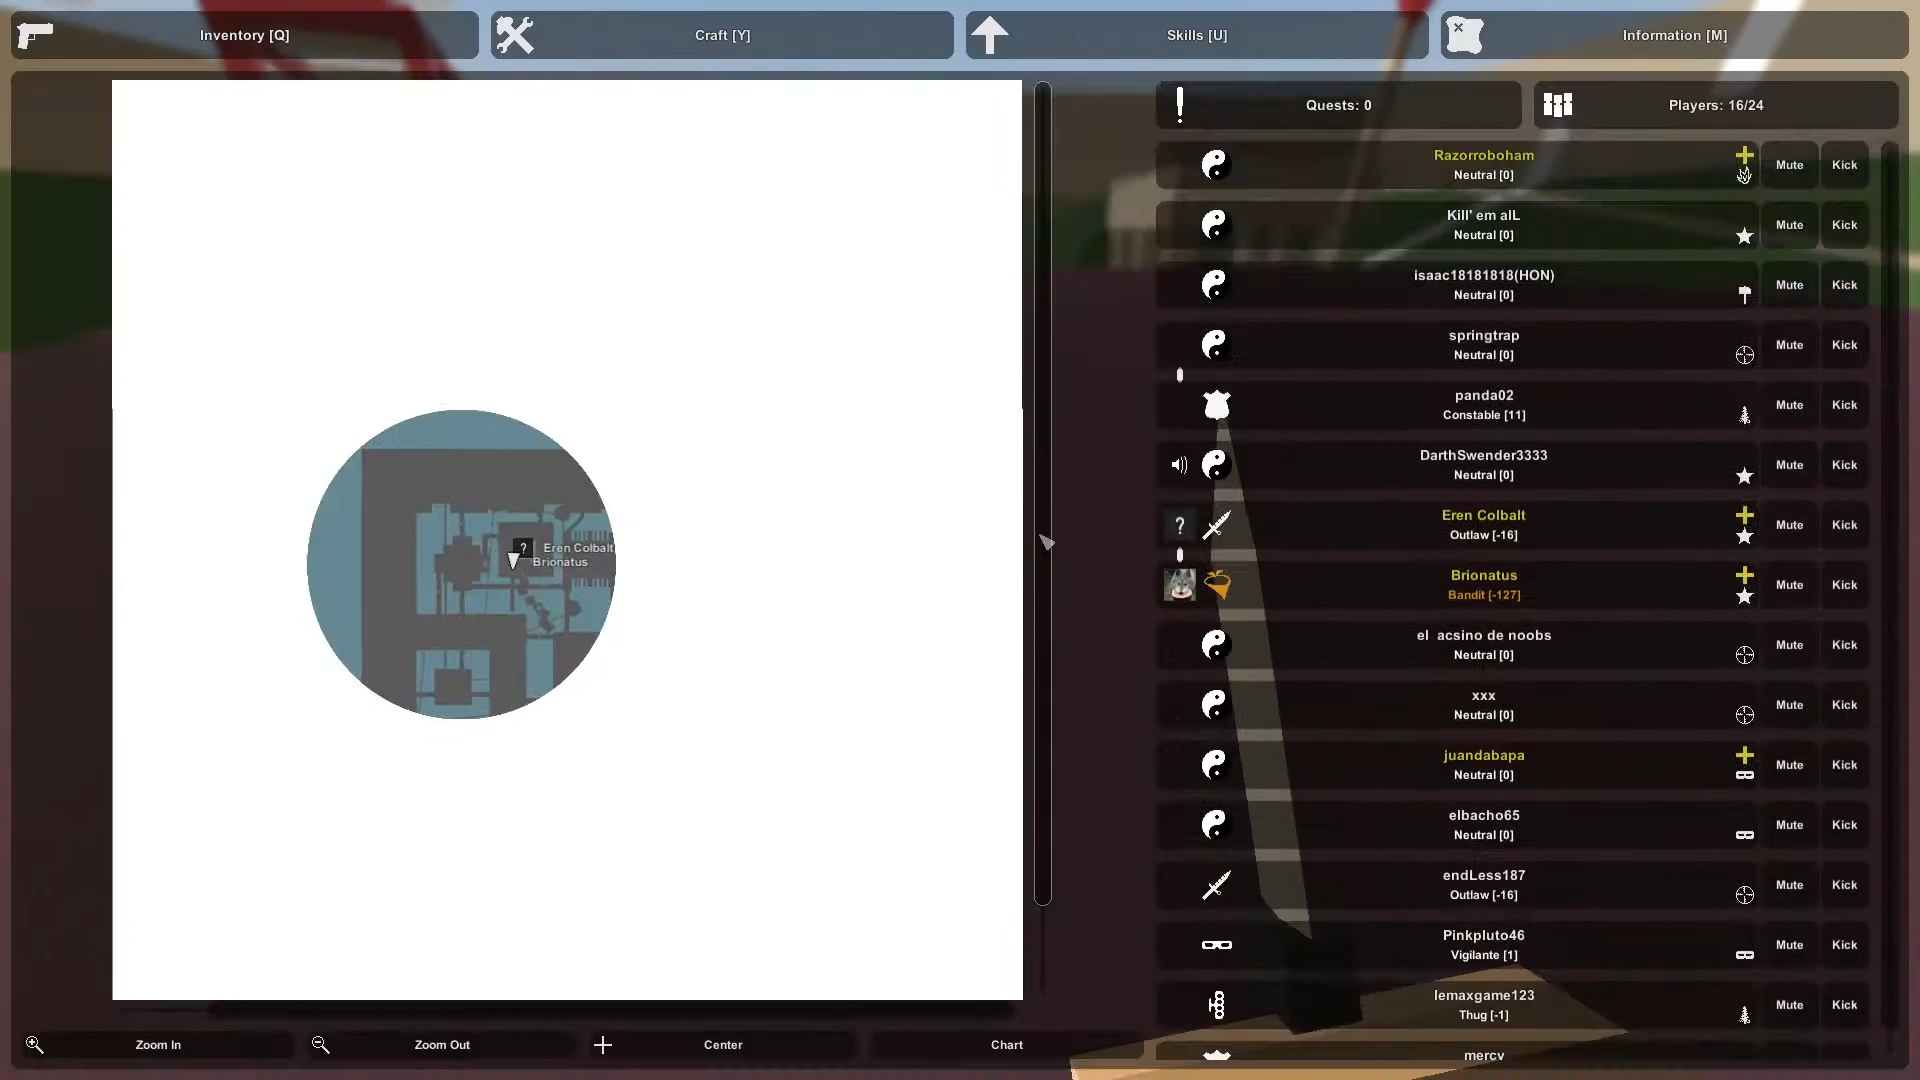 Inventory [Q]
Craft [Y]
Skills [U]
Information [M]
Quests: 0
Players: 16/24
Razorroboham
Neutral [0]
Mute
Kick
Kill' em alL
Neutral [0]
Mute
Kick
isaac18181818(HON)
Neutral [0]
Mute
Kick
springtrap
Neutral [0]
Mute
Kick
panda02
Constable [11]
Mute
Kick
DarthSwender3333
Neutral [0]
Mute
Kick
?
Eren Colbalt
Outlaw [-16]
Mute
Kick
Brionatus
Bandit [-127]
Mute
Kick
el acsino de noobs
Neutral [0]
Mute
Kick
xxx
Neutral [0]
Mute
Kick
juandabapa
Neutral [0]
Mute
Kick
elbacho65
Neutral [0]
Mute
Kick
endLess187
Outlaw [-16]
Mute
Kick
Pinkpluto46
Vigilante [1]
Mute
Kick
lemaxgame123
Thug [-1]
Mute
Kick
mercy
? Eren Colbalt
Brionatus
Zoom In
Zoom Out
Center
Chart